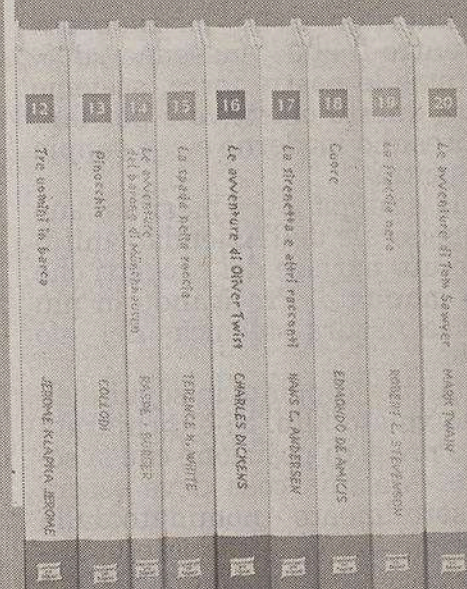 12
Tre uomini in barca
JEROME KLAPKA JEROME
13
Pinocchio
COLLODI
14
Le avventure
del barone di Münchhausen
RASPE - BÜRGER
15
La spada nella roccia
TERENCE H. WHITE
16
Le avventure di Oliver Twist
CHARLES DICKENS
17
La sirenetta e altri racconti
HANS C. ANDERSEN
18
Cuore
EDMONDO DE AMICIS
19
La freccia nera
ROBERT L. STEVENSON
20
Le avventure di Tom Sawyer
MARK TWAIN